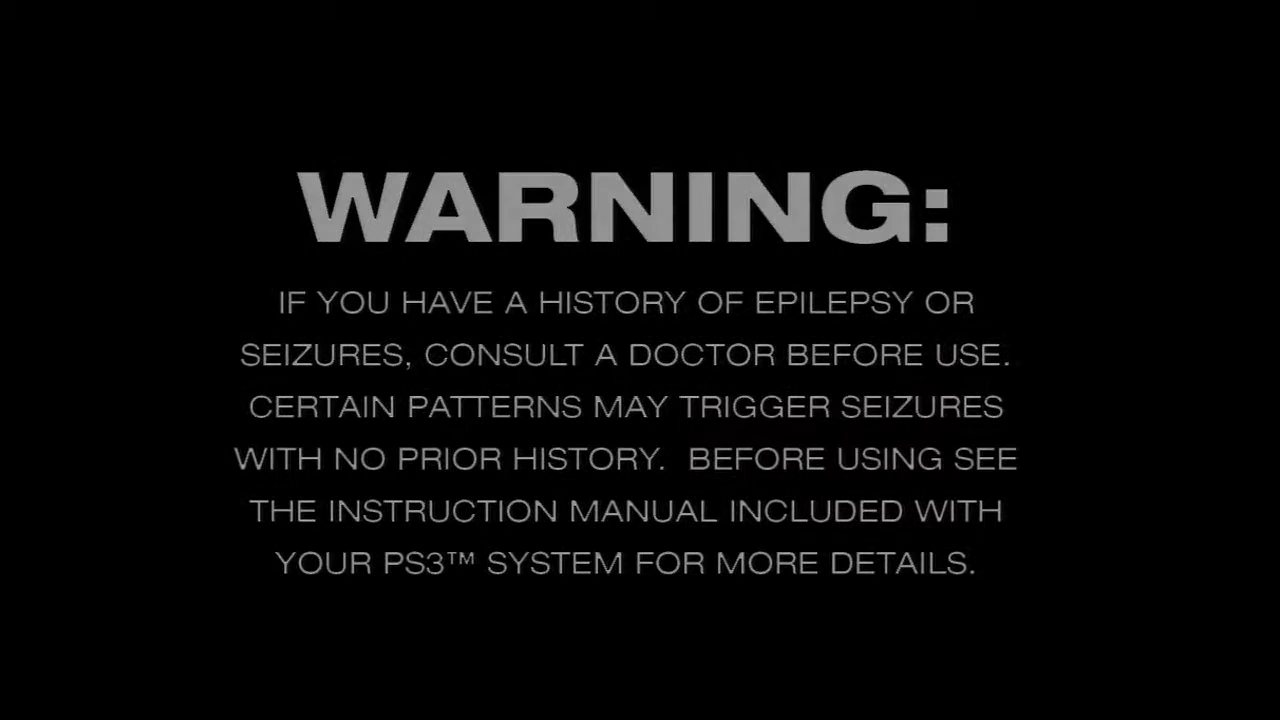 WARNING:
IF YOU HAVE A HISTORY OF EPILEPSY OR
SEIZURES, CONSULT A DOCTOR BEFORE USE.
CERTAIN PATTERNS MAY TRIGGER SEIZURES
WITH NO PRIOR HISTORY.  BEFORE USING SEE
THE INSTRUCTION MANUAL INCLUDED WITH
YOUR PS3™ SYSTEM FOR MORE DETAILS.